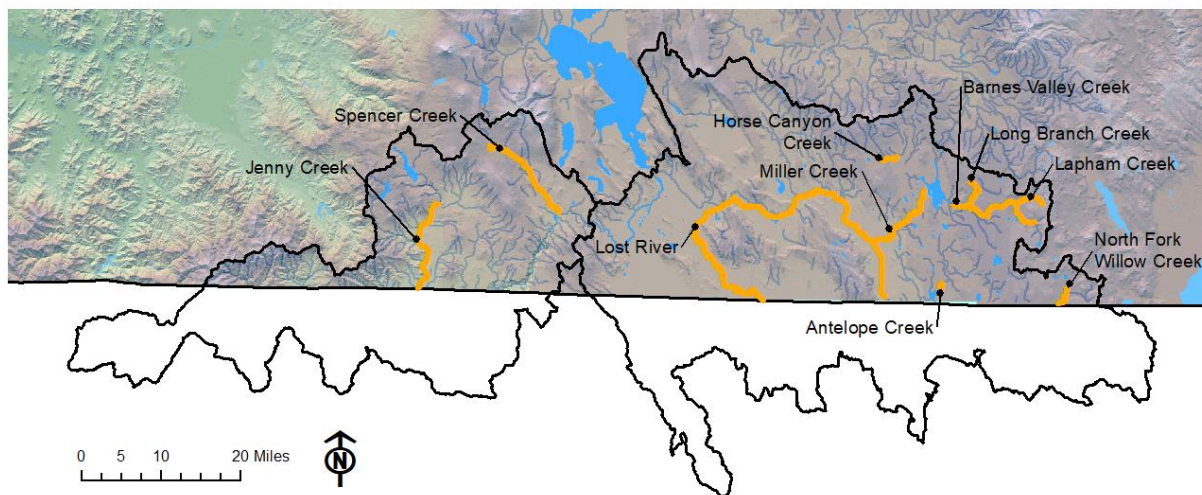 Spencer Creek
Jenny Creek
Barnes Valley Creek
Horse Canyon
Creek
Long Branch Creek
Miller Creek
Lapham Creek
Lost River
North Fork
Willow Creek
Antelope Creek
0 5 10 20 Miles
N